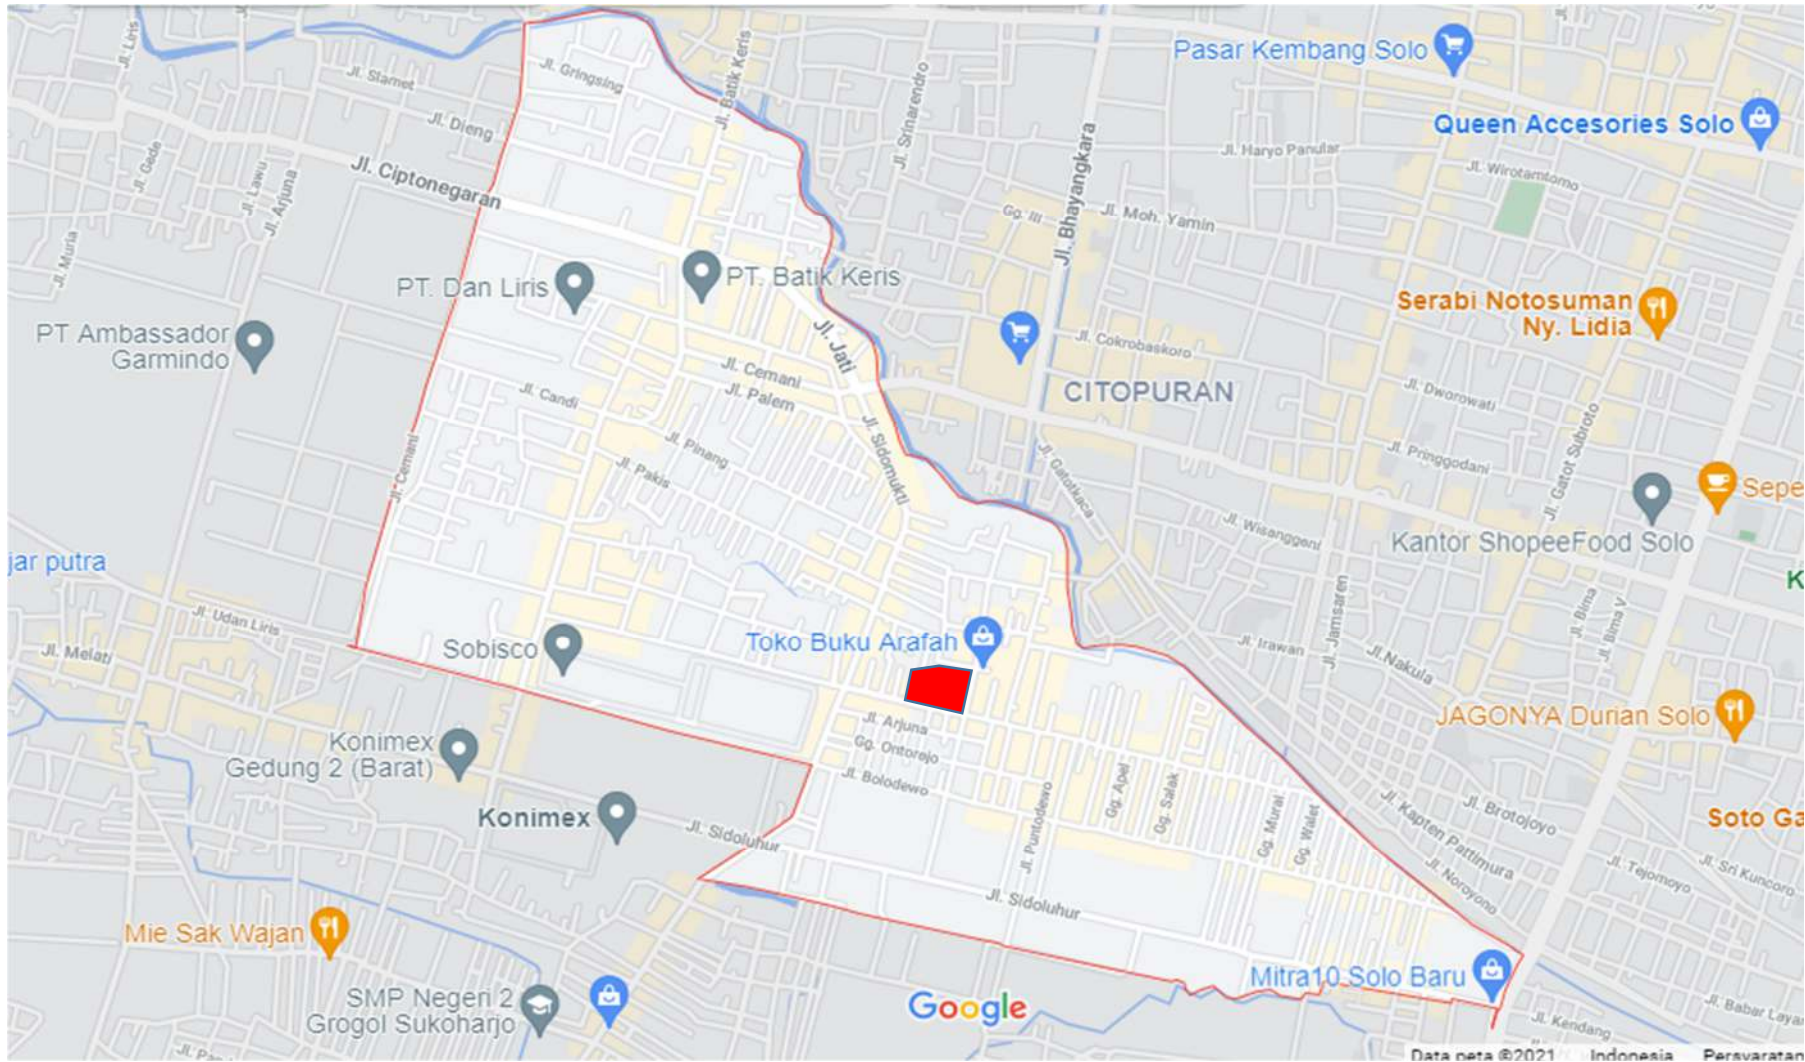 Jl. Liris
Jl. Slamet
Jl. Gringsing
Jl. Batik Keris
Jl. Srinarendro
Pasar Kembang Solo
Queen Accesories Solo
Jl. Dieng
Jl. Gede
Jl. Lawu
Jl. Arjuna
Jl. Ciptonegaran
Jl. Bhayangkara
Jl. Haryo Panular
Jl. Wirotamtomo
Gg. III
Jl. Moh. Yamin
Jl. Muria
PT. Dan Liris
PT. Batik Keris
PT Ambassador
Garmindo
Jl. Jati
Jl. Cokrobaskoro
Serabi Notosuman
Ny. Lidia
Jl. Cemani
Jl. Palem
Jl. Candi
CITOPURAN
Jl. Dworowati
Jl. Gatot Subroto
Jl. Pinang
Jl. Sidomukti
Jl. Pakis
Jl. Cemani
Jl. Gatotkaca
Jl. Pringgodani
Sepe
Jl. Wisanggeni
Kantor ShopeeFood Solo
jar putra
K
Jl. Udan Liris
Jl. Melati
Sobisco
Toko Buku Arafah
Jl. Irawan
Jl. Jamsaren
Jl. Nakula
Jl. Bima
Jl. Bima V
Konimex
Gedung 2 (Barat)
Jl. Arjuna
Gg. Ontorejo
Jl. Bolodewo
JAGONYA Durian Solo
Konimex
Jl. Sidoluhur
Jl. Puntodewo
Gg. Apel
Gg. Salak
Gg. Murai
Gg. Walet
Jl. Kapten Pattimura
Jl. Brotojoyo
Soto Ga
Jl. Noroyono
Jl. Tejomoyo
Jl. Sri Kuncoro
Jl. Sidoluhur
Mie Sak Wajan
Mitra10 Solo Baru
SMP Negeri 2
Grogol Sukoharjo
Google
Jl. Babar Layar
Jl. Kendang
Data peta ©2021
Indonesia
Persyaratan